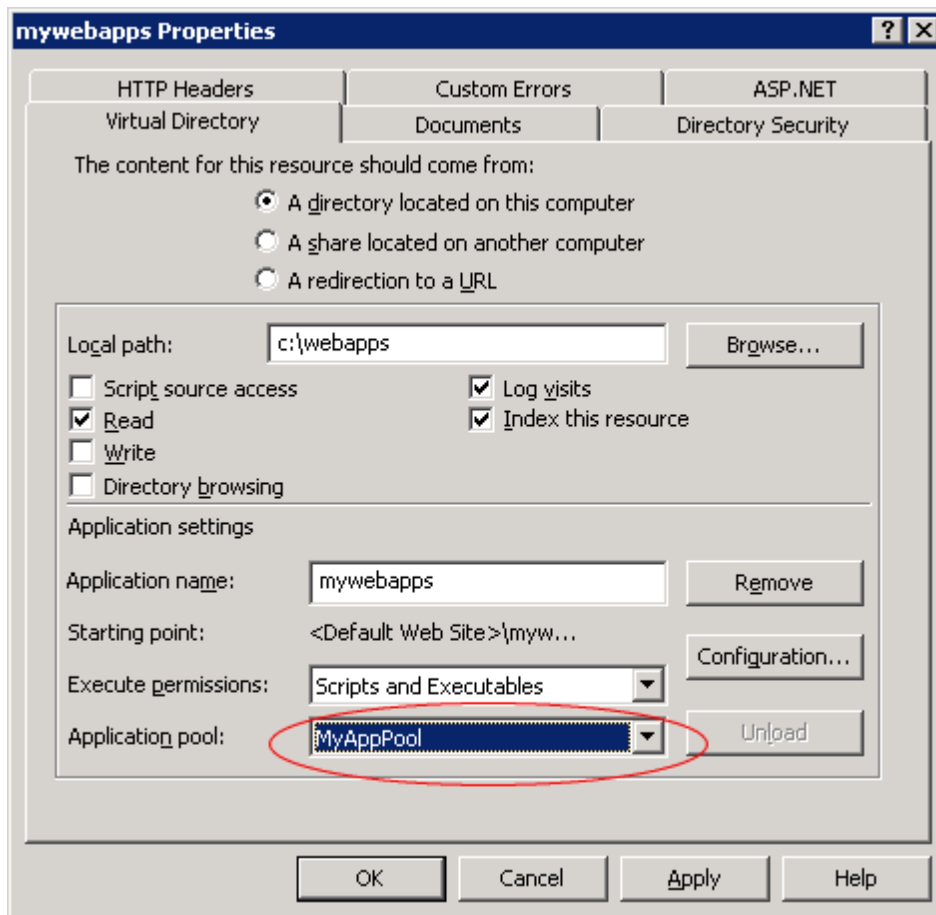 mywebapps Properties
HTTP Headers Custom Errors ASP.NET
Virtual Directory Documents Directory Security
The content for this resource should come from:
A directory located on this computer
A share located on another computer
A redirection to a URL
Local path: c:\webapps Browse...
Script source access Log visits
Read Index this resource
Write
Directory browsing
Application settings
Application name: mywebapps Remove
Starting point: <Default Web Site>\myw...
Configuration...
Execute permissions: Scripts and Executables
Application pool: MyAppPool Unload
OK Cancel Apply Help